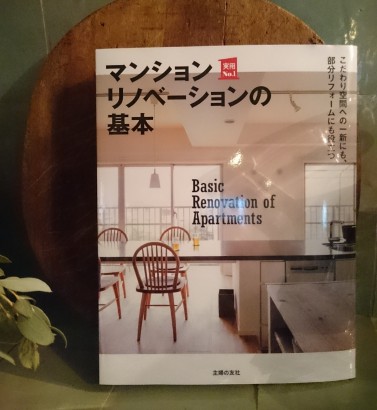 マンション
リノベーションの
基本
実用
No.1
こだわり空間への一新にも、
部分リフォームにも役立つ
Basic
Renovation of
Apartments
主婦の友社